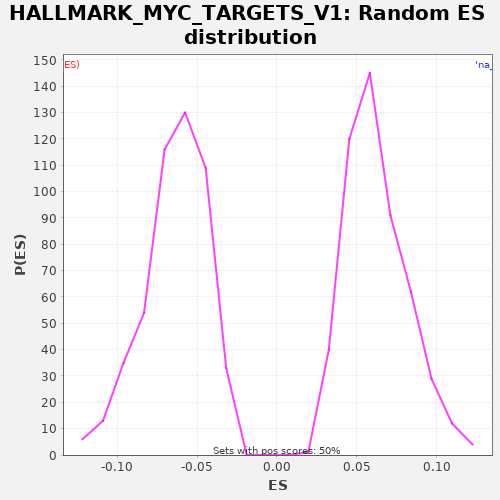 HALLMARK_MYC_TARGETS_V1: Random ES
distribution
ES)
'na_
150
140
130
120
110
100
90
80
70
60
50
40
30
20
10
0
P(ES)
Sets with pos scores: 50%
-0.10 -0.05 0.00 0.05 0.10
ES